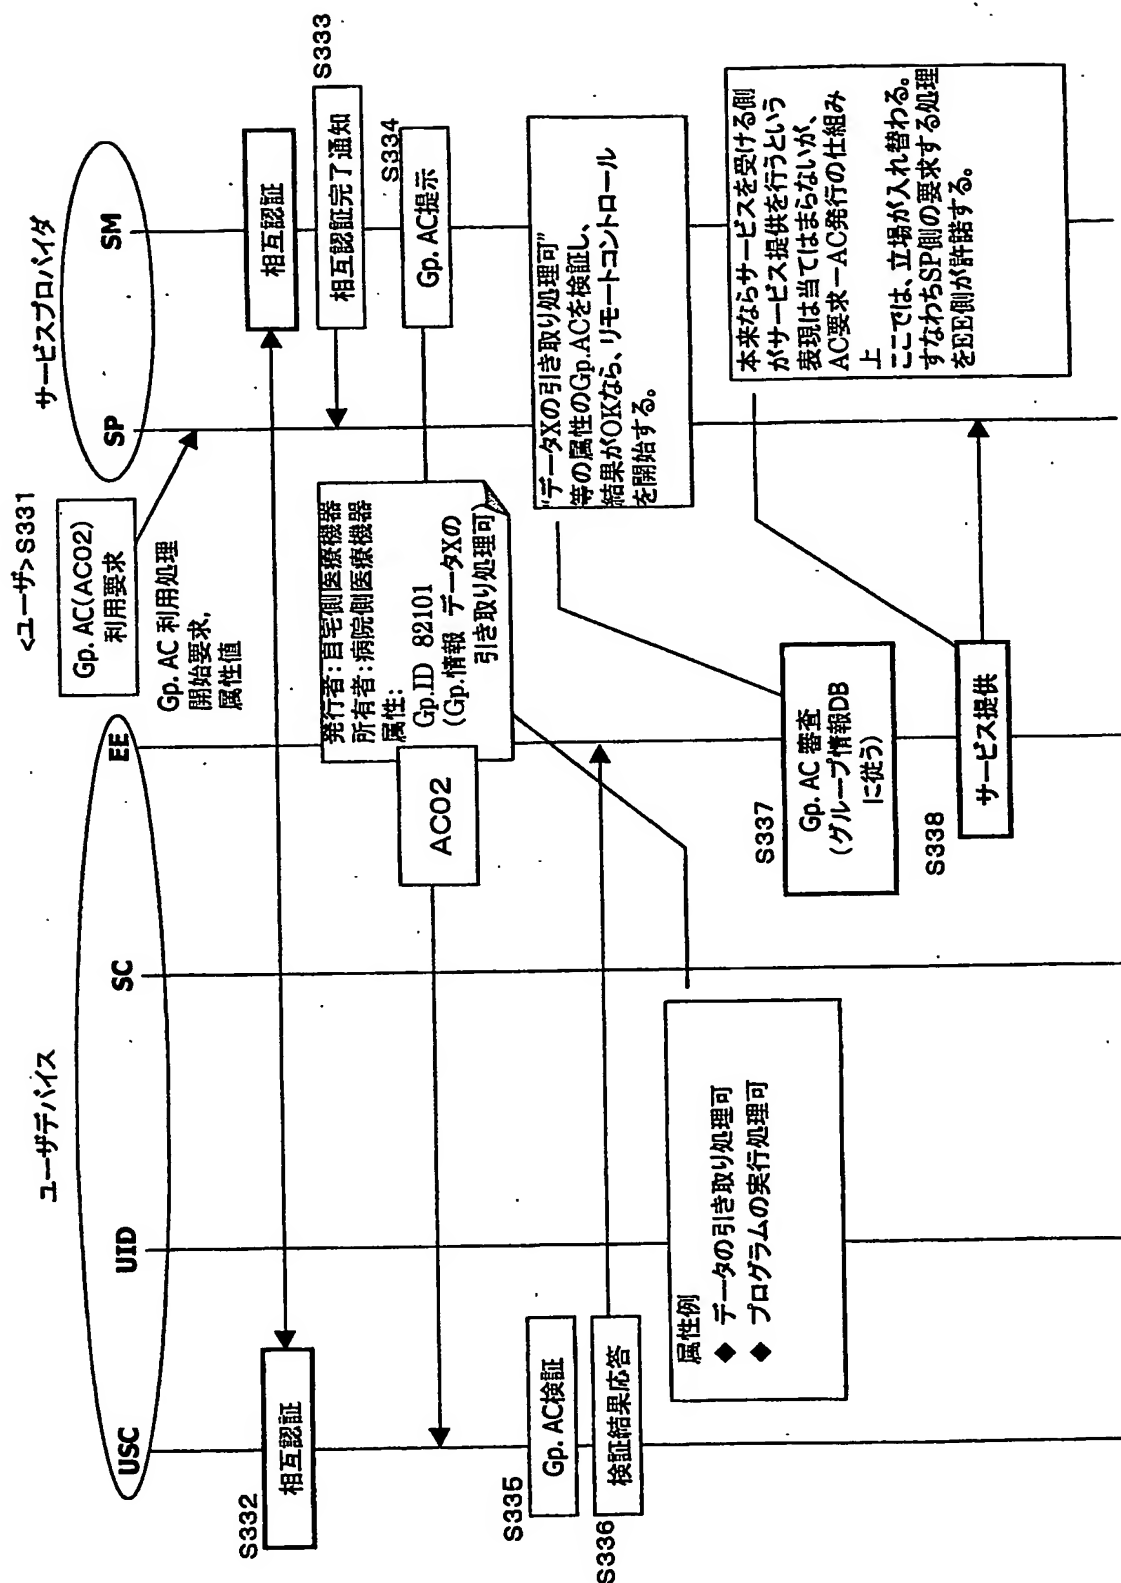 ユーザデバイス
サービスプロバイダ
USC
UID
SC
EE
SP
SM
<ユーザ>S331
Gp. AC(AC02)
利用要求
Gp. AC 利用処理
開始要求,
属性値
S332
相互認証
相互認証
S333
相互認証完了通知
S334
Gp. AC提示
発行者:自宅側医療機器
所有者:病院側医療機器
属性:
Gp.ID 82101
(Gp.情報 データXの
引き取り処理可)
AC02
S335
Gp. AC検証
S336
検証結果応答
属性例
◆ データの引き取り処理可
◆ プログラムの実行処理可
"データXの引き取り処理可"
等の属性のGp.ACを検証し、
結果がOKなら、リモートコントロール
を開始する。
S337
Gp. AC 審査
(グループ情報DB
に従う)
S338
サービス提供
本来ならサービスを受ける側
がサービス提供を行うという
表現は当てはまらないが、
AC要求−AC発行の仕組み
上
ここでは、立場が入れ替わる。
すなわちSP側の要求する処理
をEE側が許諾する。